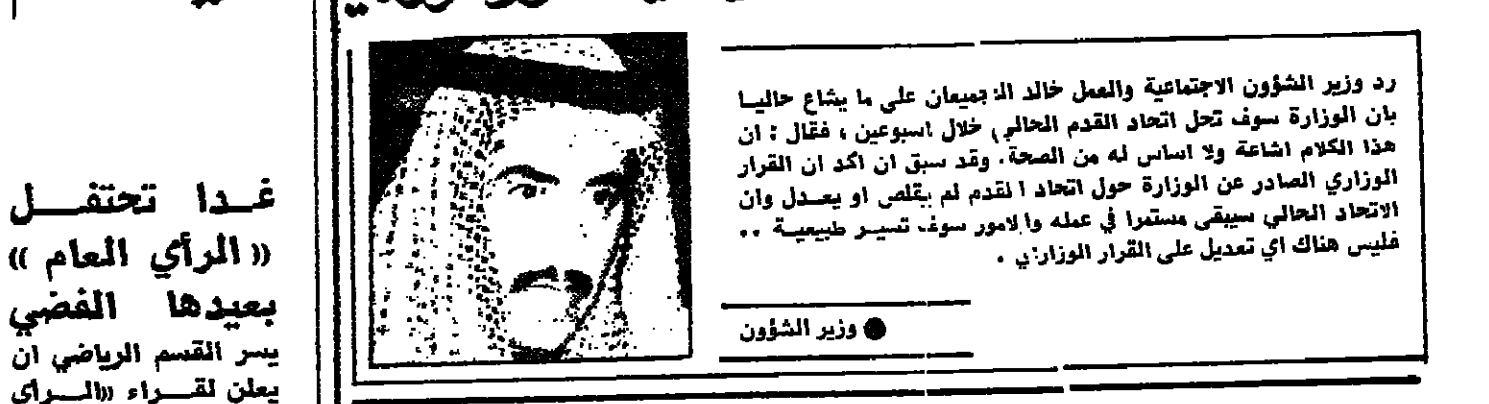 رد وزير الشؤون الاجتماعية والعمل خالد الجميعان على ما يشاع حاليا
بان الوزارة سوف تحل اتحاد القدم الحالي خلال اسبوعين ، فقال : ان
هذا الكلام اشاعة ولا اساس له من الصحة . وقد سبق ان اكد ان القرار
الوزاري الصادر عن الوزارة حول اتحاد القدم لم يقلص او يعدل وان
الاتحاد الحالي سيبقى مستمرا في عمله والامور سوف تسير طبيعية ..
فليس هناك اي تعديل على القرار الوزاري .
● وزير الشؤون
غدا تحتفل
«الرأي العام»
بعيدها الفضي
يسر القسم الرياضي ان
يعلن لقراء «الرأي